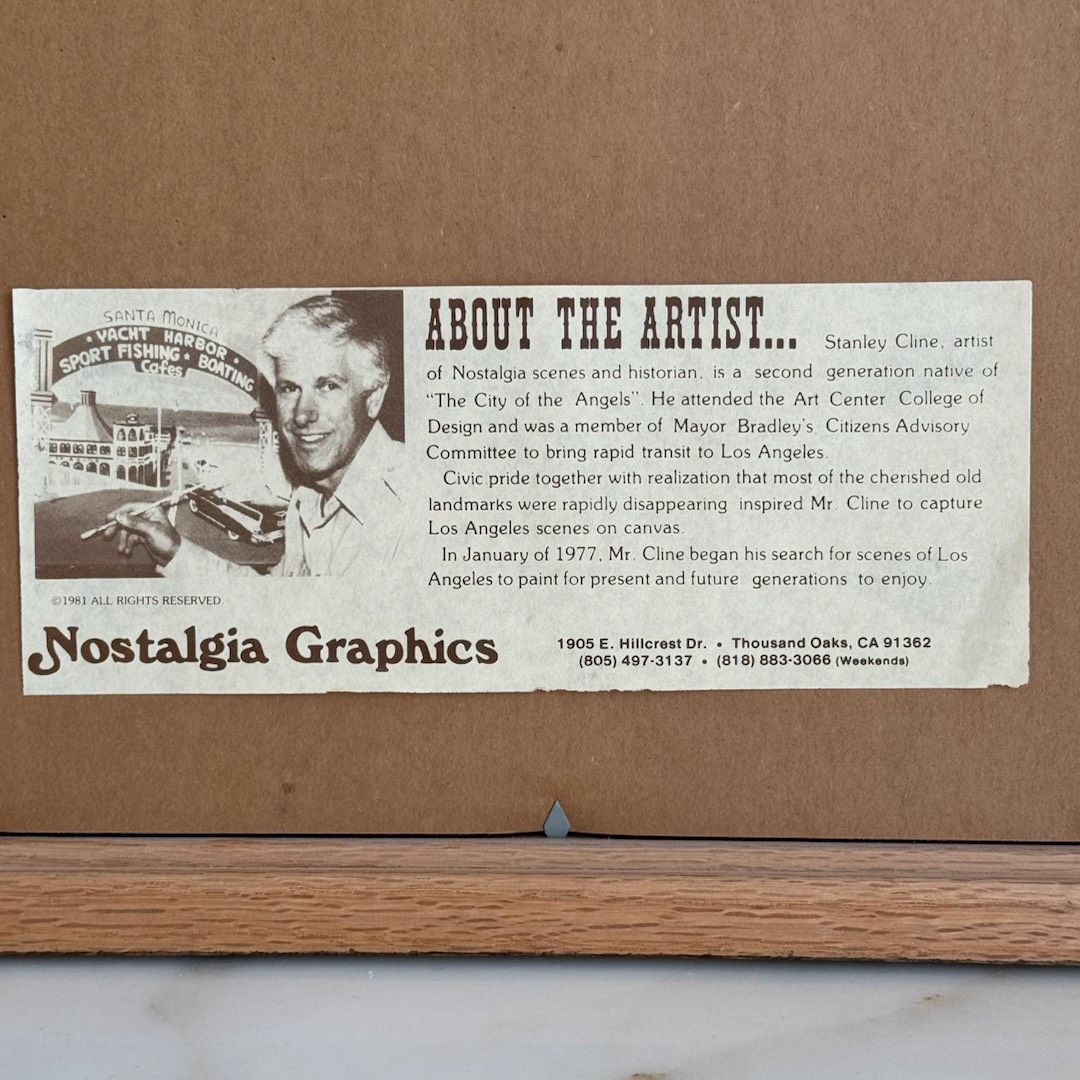 SANTA MONICA
• YACHT HARBOR •
SPORT FISHING • BOATING
Cafes
ABOUT THE ARTIST...
Stanley Cline, artist
of Nostalgia scenes and historian, is a second generation native of
“The City of the Angels”. He attended the Art Center College of
Design and was a member of Mayor Bradley's Citizens Advisory
Committee to bring rapid transit to Los Angeles.
Civic pride together with realization that most of the cherished old
landmarks were rapidly disappearing inspired Mr. Cline to capture
Los Angeles scenes on canvas.
In January of 1977, Mr. Cline began his search for scenes of Los
Angeles to paint for present and future generations to enjoy.
©1981 ALL RIGHTS RESERVED.
Nostalgia Graphics
1905 E. Hillcrest Dr. • Thousand Oaks, CA 91362
(805) 497-3137 • (818) 883-3066 (Weekends)